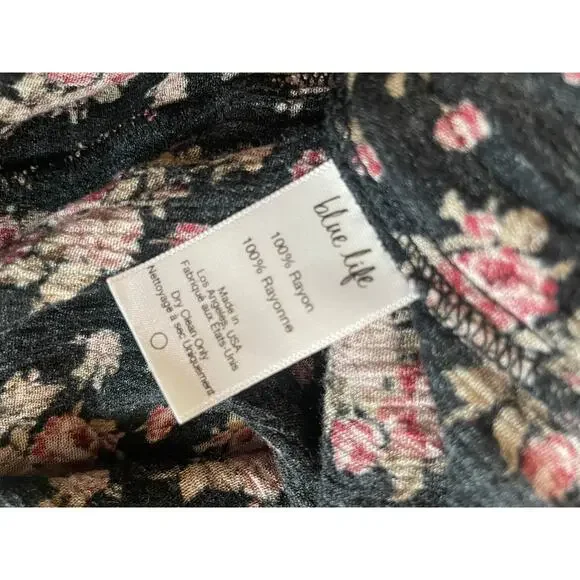 blue life
100% Rayon
100% Rayonne
Made in
Los Angeles, USA
Fabriqué aux États-Unis
Dry Clean Only
Nettoyage à sec Uniquement